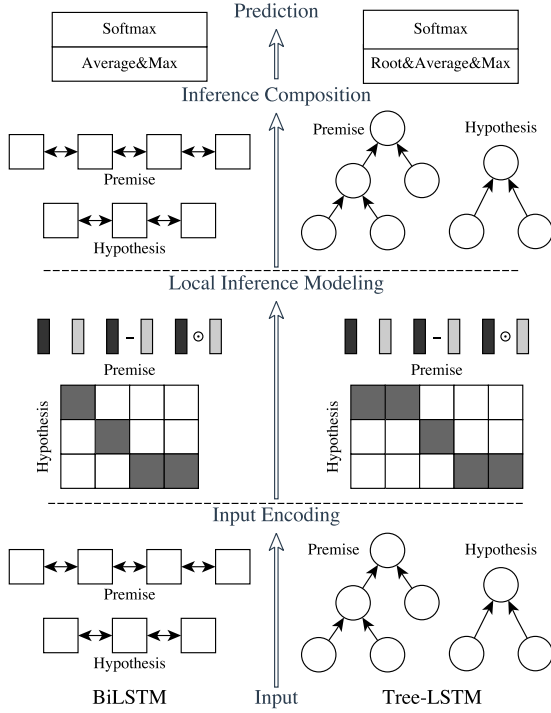 Prediction
Softmax
Average&Max
Softmax
Root&Average&Max
Inference Composition
Premise
Hypothesis
Premise
Hypothesis
Local Inference Modeling
Premise
Hypothesis
Premise
Hypothesis
Input Encoding
Premise
Hypothesis
Premise
Hypothesis
BiLSTM
Input
Tree-LSTM